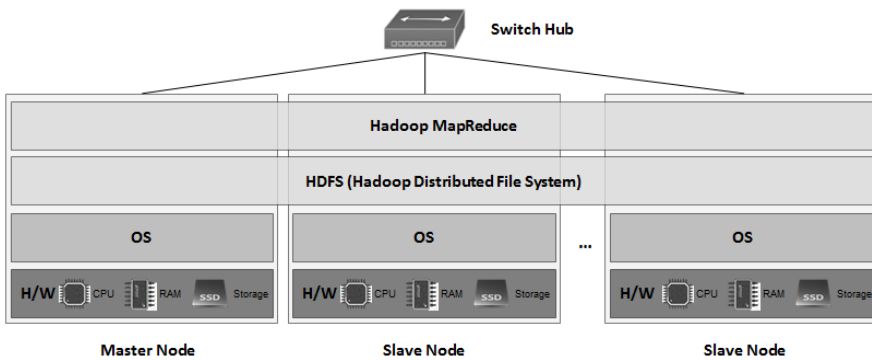 Switch Hub
Hadoop MapReduce
HDFS (Hadoop Distributed File System)
OS
OS
...
OS
H/W CPU RAM SSD Storage
H/W CPU RAM SSD Storage
H/W CPU RAM SSD Storage
Master Node
Slave Node
Slave Node